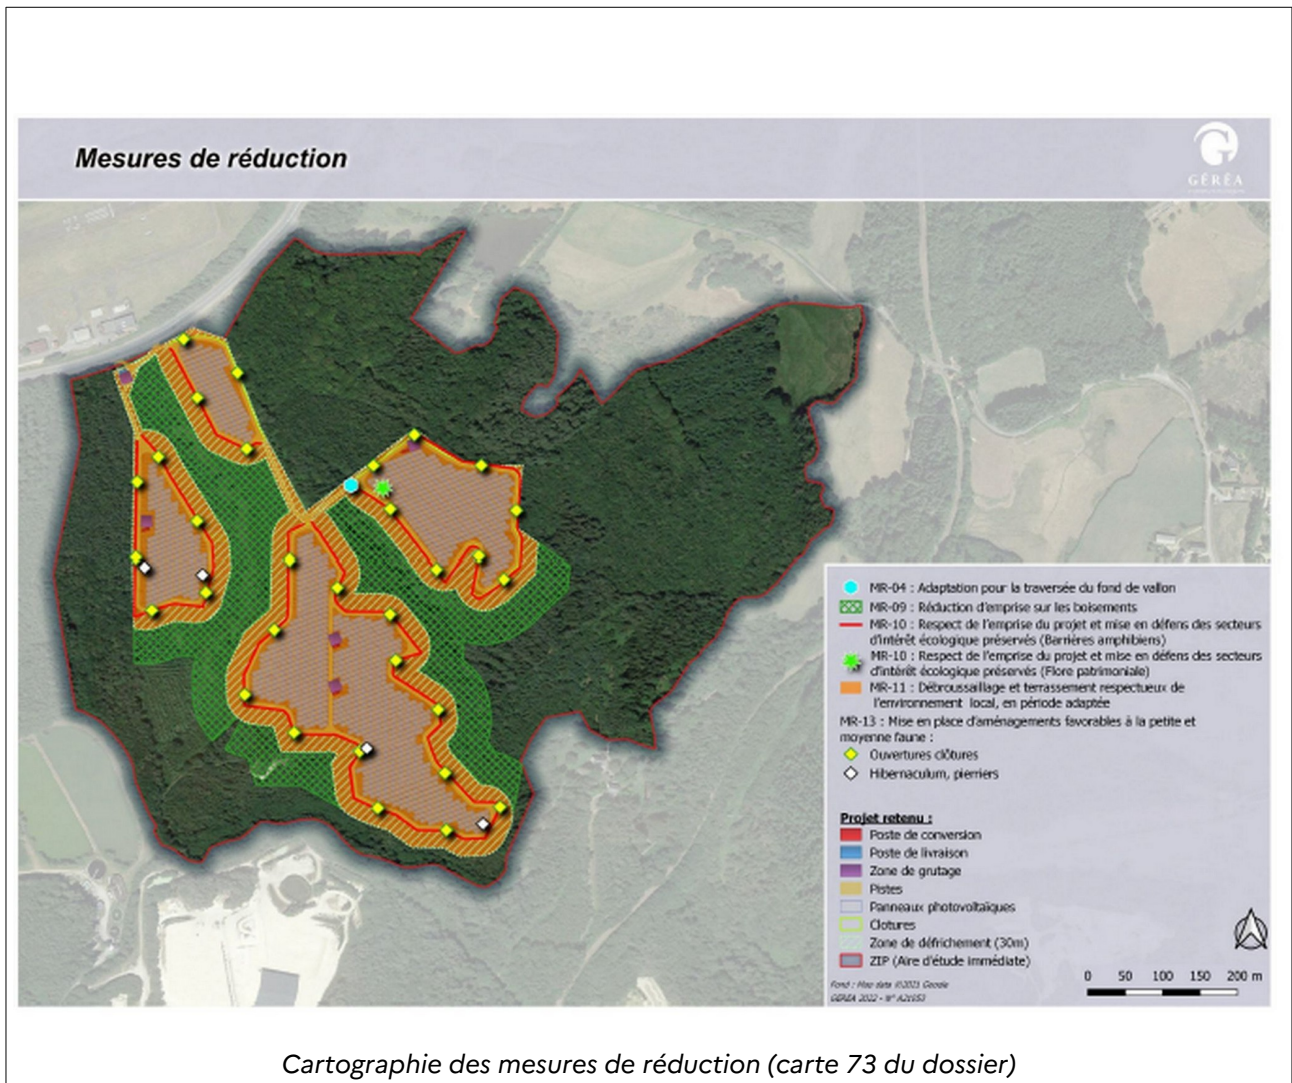 Mesures de réduction
GÉRÉA
MR-04 : Adaptation pour la traversée du fond de vallon
MR-09 : Réduction d'emprise sur les boisements
MR-10 : Respect de l'emprise du projet et mise en défens des secteurs
d'intérêt écologique préservés (Barrières amphibiens)
MR-10 : Respect de l'emprise du projet et mise en défens des secteurs
d'intérêt écologique préservés (Flore patrimoniale)
MR-11 : Débroussaillage et terrassement respectueux de
l'environnement local, en période adaptée
MR-13 : Mise en place d'aménagements favorables à la petite et
moyenne faune :
Ouvertures clôtures
Hibernaculum, pierriers
Projet retenu :
Poste de conversion
Poste de livraison
Zone de grutage
Pistes
Panneaux photovoltaïques
Clotures
Zone de défrichement (30m)
ZIP (Aire d'étude immédiate)
0 50 100 150 200 m
Fond : Map data ©2021 Google
GEREA 2022 - N°
Cartographie des mesures de réduction (carte 73 du dossier)